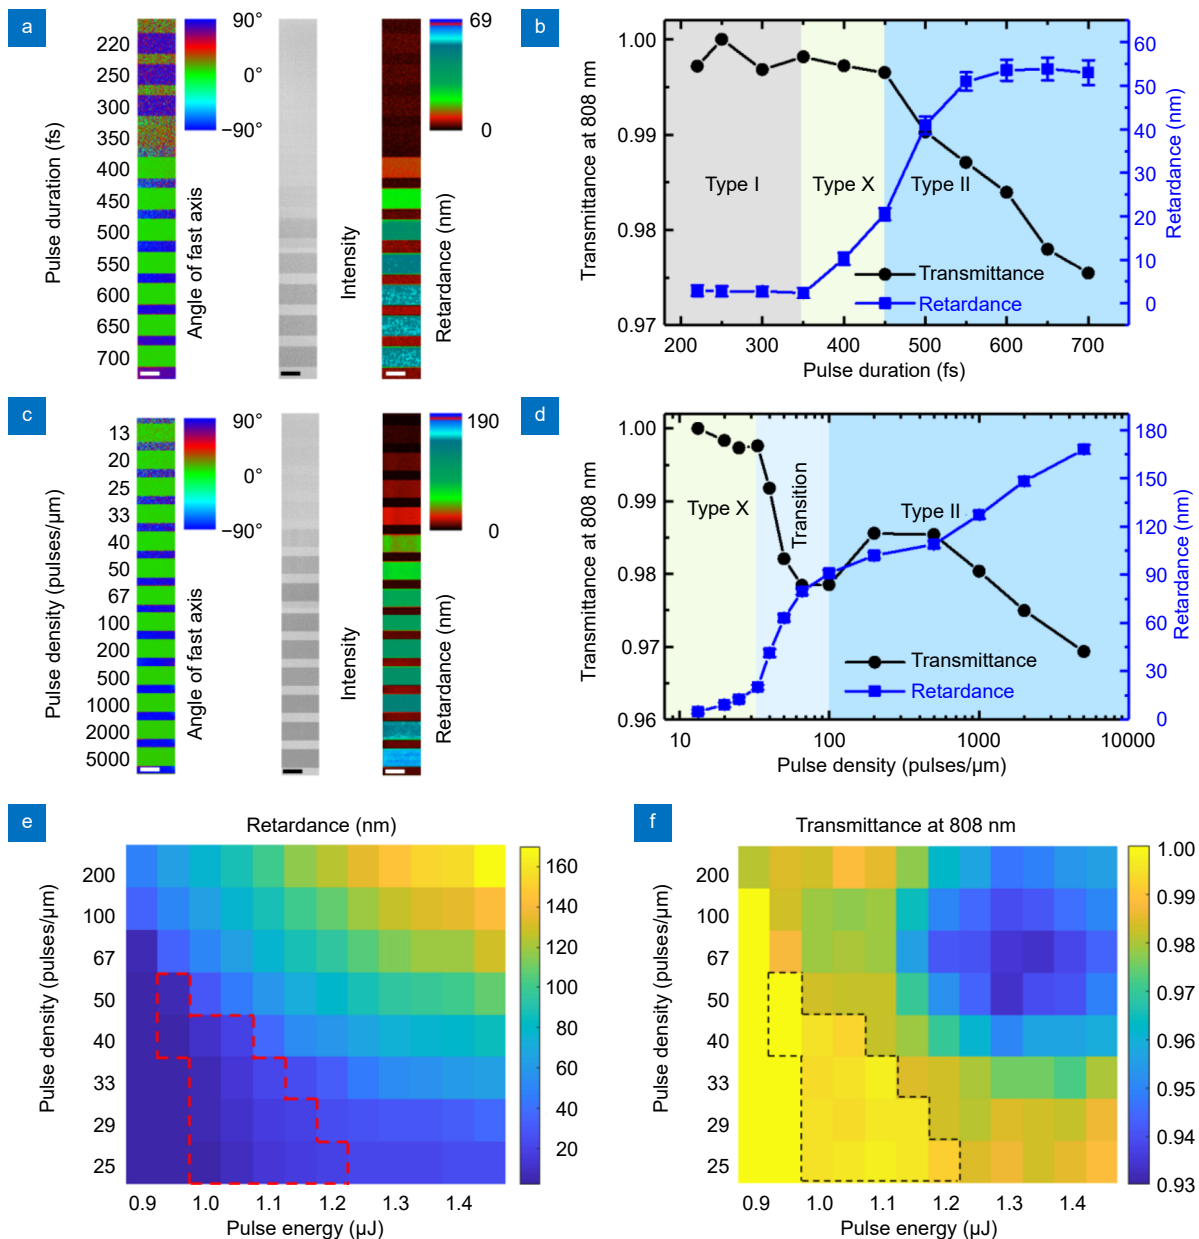 a
Pulse duration (fs)
220
250
300
350
400
450
500
550
600
650
700
90°
0°
−90°
Angle of fast axis
Intensity
69
0
Retardance (nm)
b
Transmittance at 808 nm
1.00
0.99
0.98
0.97
Type I
Type X
Type II
Transmittance
Retardance
60
50
40
30
20
10
0
Retardance (nm)
200 300 400 500 600 700
Pulse duration (fs)
c
Pulse density (pulses/µm)
13
20
25
33
40
50
67
100
200
500
1000
2000
5000
90°
0°
−90°
Angle of fast axis
Intensity
190
0
Retardance (nm)
d
Transmittance at 808 nm
1.00
0.99
0.98
0.97
0.96
Type X
Transition
Type II
Transmittance
Retardance
180
150
120
90
60
30
0
Retardance (nm)
10 100 1000 10000
Pulse density (pulses/µm)
e
Retardance (nm)
Pulse density (pulses/µm)
200
100
67
50
40
33
29
25
0.9 1.0 1.1 1.2 1.3 1.4
Pulse energy (µJ)
160
140
120
100
80
60
40
20
f
Transmittance at 808 nm
Pulse density (pulses/µm)
200
100
67
50
40
33
29
25
0.9 1.0 1.1 1.2 1.3 1.4
Pulse energy (µJ)
1.00
0.99
0.98
0.97
0.96
0.95
0.94
0.93